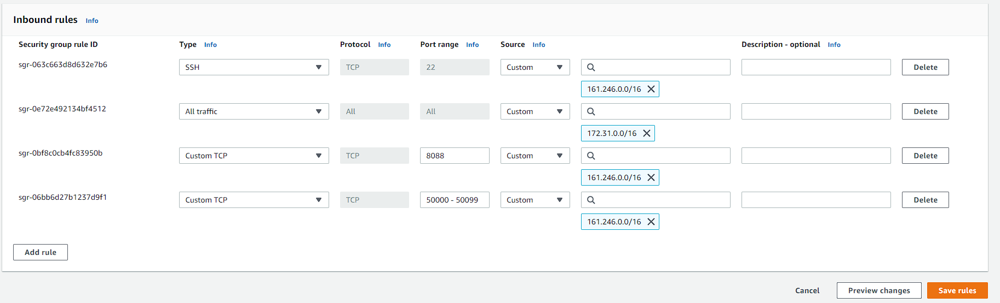 Inbound rules Info
Security group rule ID Type Info Protocol Info Port range Info Source Info Description - optional Info
sgr-063c663d8d632e7b6 SSH TCP 22 Custom Delete
161.246.0.0/16
sgr-0e72e492134bf4512 All traffic All All Custom Delete
172.31.0.0/16
sgr-0bf8c0cb4fc83950b Custom TCP TCP 8088 Custom Delete
161.246.0.0/16
sgr-06bb6d27b1237d9f1 Custom TCP TCP 50000 - 50099 Custom Delete
161.246.0.0/16
Add rule
Cancel Preview changes Save rules